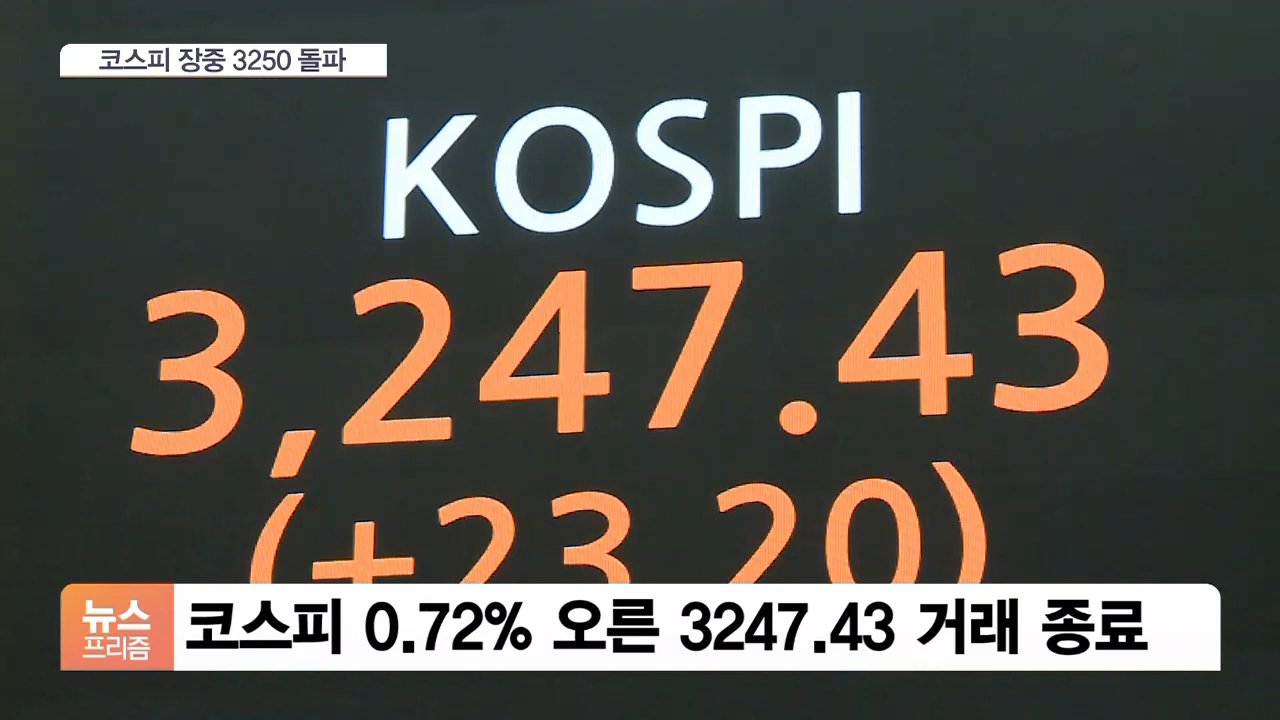 코스피 장중 3250 돌파
KOSPI
3,247.43
(+23.20)
뉴스
프리즘
코스피 0.72% 오른 3247.43 거래 종료